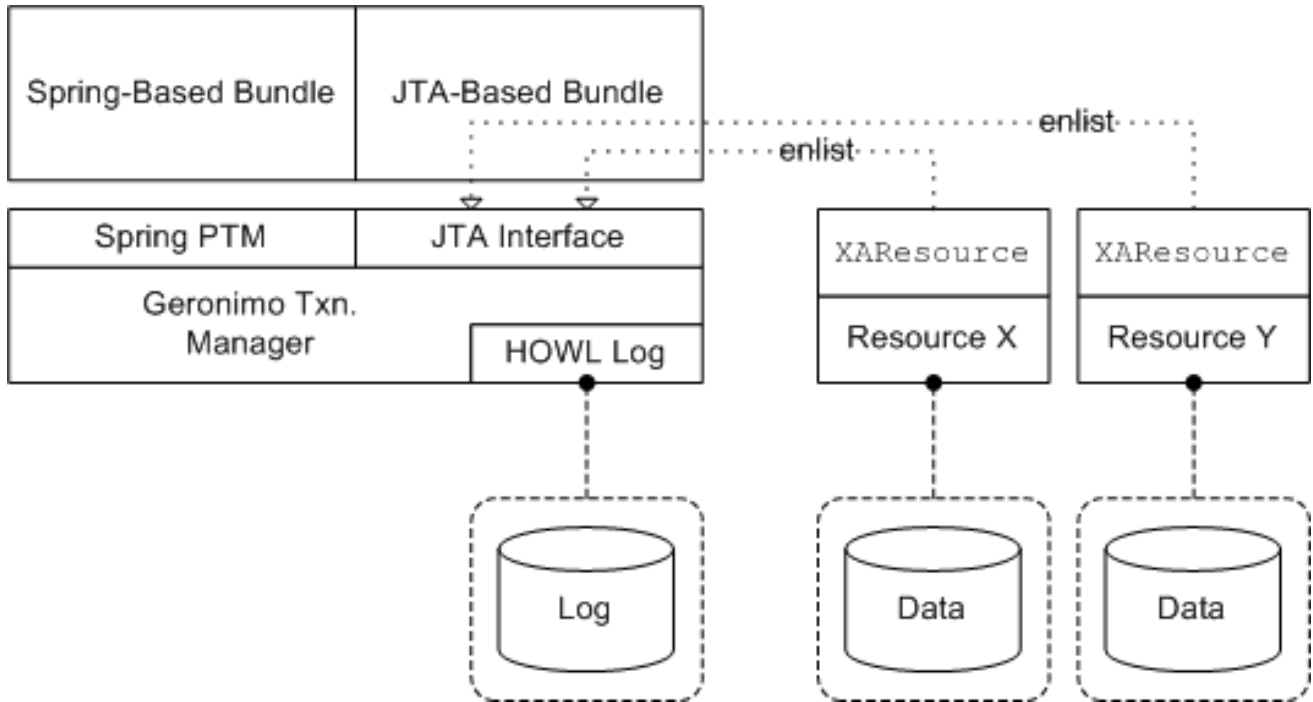 Spring-Based Bundle
JTA-Based Bundle
enlist
enlist
Spring PTM
JTA Interface
XAResource
XAResource
Geronimo Txn.
Manager
HOWL Log
Resource X
Resource Y
Log
Data
Data